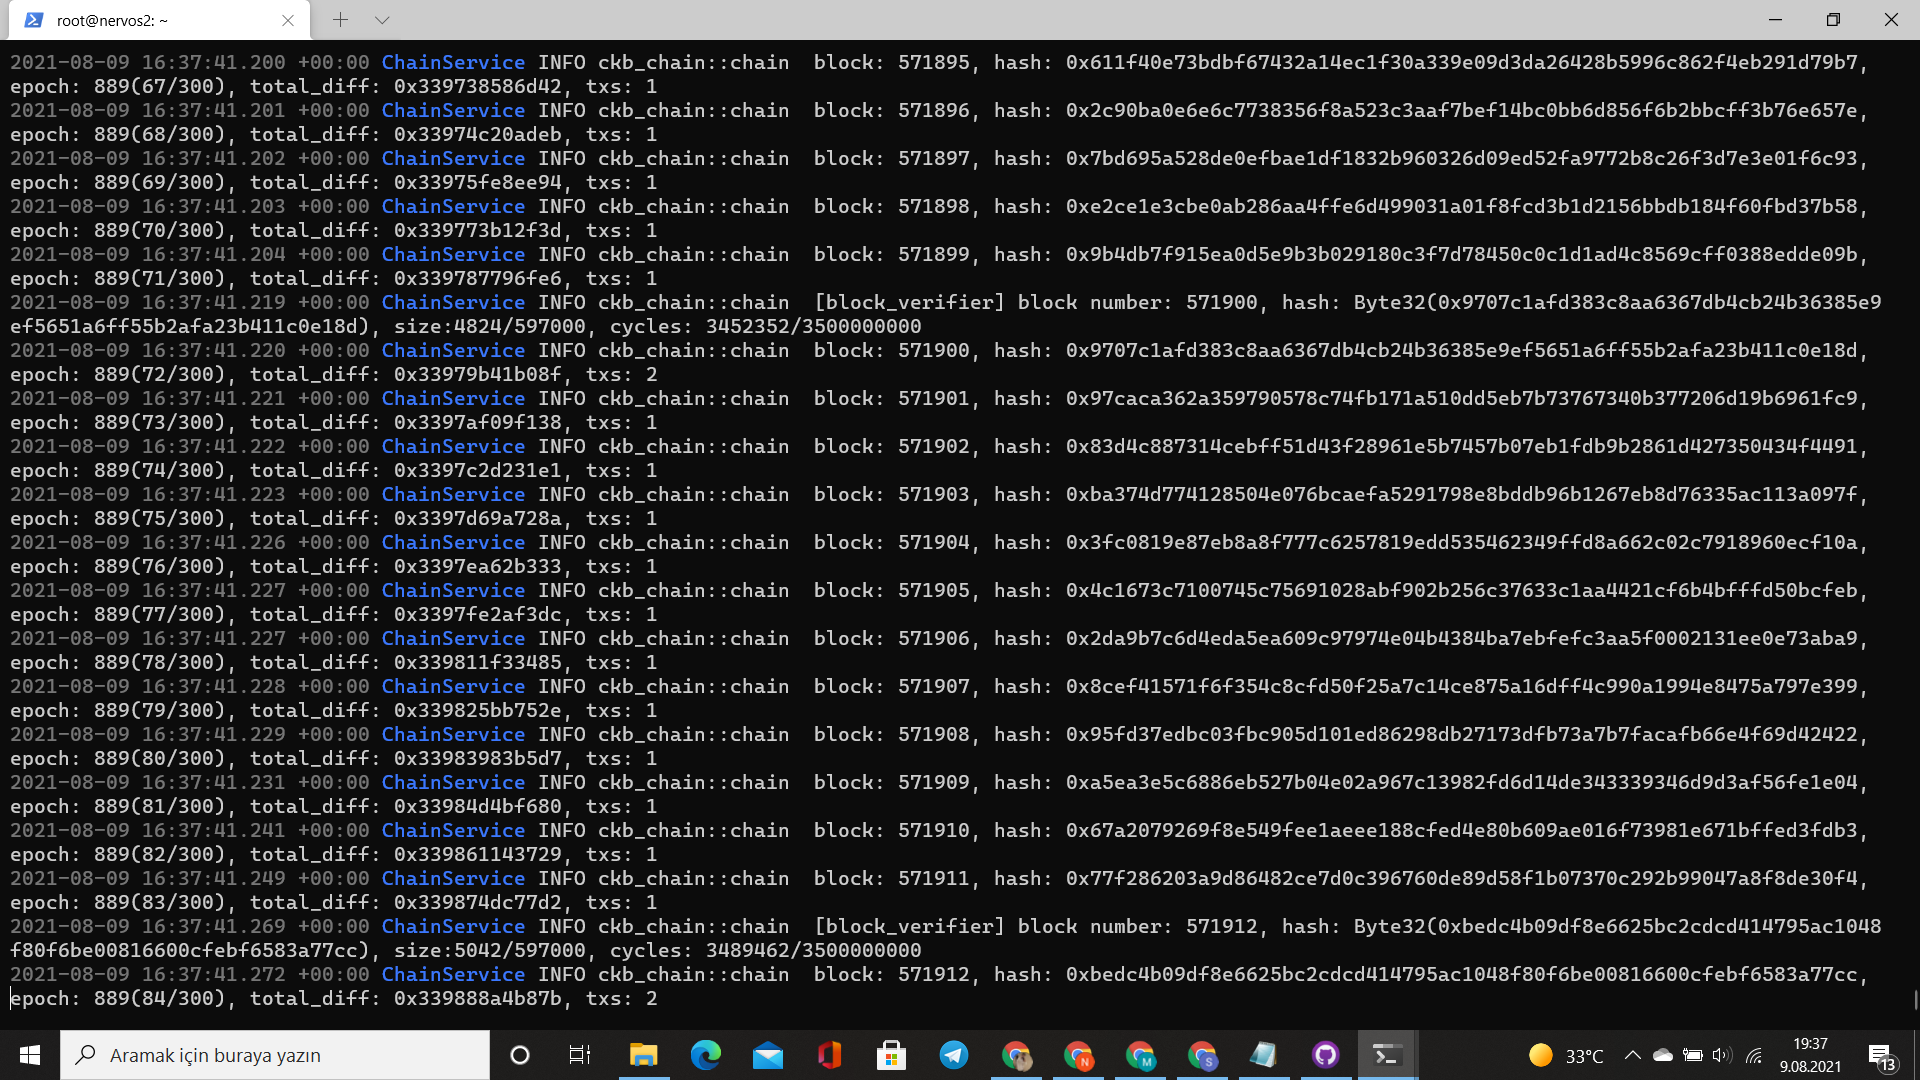 root@nervos2: ~
2021-08-09 16:37:41.200 +00:00 ChainService INFO ckb_chain::chain  block: 571895, hash: 0x611f40e73bdbf67432a14ec1f30a339e09d3da26428b5996c862f4eb291d79b7,
epoch: 889(67/300), total_diff: 0x339738586d42, txs: 1
2021-08-09 16:37:41.201 +00:00 ChainService INFO ckb_chain::chain  block: 571896, hash: 0x2c90ba0e6e6c7738356f8a523c3aaf7bef14bc0bb6d856f6b2bbcff3b76e657e,
epoch: 889(68/300), total_diff: 0x33974c20adeb, txs: 1
2021-08-09 16:37:41.202 +00:00 ChainService INFO ckb_chain::chain  block: 571897, hash: 0x7bd695a528de0efbae1df1832b960326d09ed52fa9772b8c26f3d7e3e01f6c93,
epoch: 889(69/300), total_diff: 0x33975fe8ee94, txs: 1
2021-08-09 16:37:41.203 +00:00 ChainService INFO ckb_chain::chain  block: 571898, hash: 0xe2ce1e3cbe0ab286aa4ffe6d499031a01f8fcd3b1d2156bbdb184f60fbd37b58,
epoch: 889(70/300), total_diff: 0x339773b12f3d, txs: 1
2021-08-09 16:37:41.204 +00:00 ChainService INFO ckb_chain::chain  block: 571899, hash: 0x9b4db7f915ea0d5e9b3b029180c3f7d78450c0c1d1ad4c8569cff0388edde09b,
epoch: 889(71/300), total_diff: 0x339787796fe6, txs: 1
2021-08-09 16:37:41.219 +00:00 ChainService INFO ckb_chain::chain  [block_verifier] block number: 571900, hash: Byte32(0x9707c1afd383c8aa6367db4cb24b36385e9
ef5651a6ff55b2afa23b411c0e18d), size:4824/597000, cycles: 3452352/3500000000
2021-08-09 16:37:41.220 +00:00 ChainService INFO ckb_chain::chain  block: 571900, hash: 0x9707c1afd383c8aa6367db4cb24b36385e9ef5651a6ff55b2afa23b411c0e18d,
epoch: 889(72/300), total_diff: 0x33979b41b08f, txs: 2
2021-08-09 16:37:41.221 +00:00 ChainService INFO ckb_chain::chain  block: 571901, hash: 0x97caca362a359790578c74fb171a510dd5eb7b73767340b377206d19b6961fc9,
epoch: 889(73/300), total_diff: 0x3397af09f138, txs: 1
2021-08-09 16:37:41.222 +00:00 ChainService INFO ckb_chain::chain  block: 571902, hash: 0x83d4c887314cebff51d43f28961e5b7457b07eb1fdb9b2861d427350434f4491,
epoch: 889(74/300), total_diff: 0x3397c2d231e1, txs: 1
2021-08-09 16:37:41.223 +00:00 ChainService INFO ckb_chain::chain  block: 571903, hash: 0xba374d774128504e076bcaefa5291798e8bddb96b1267eb8d76335ac113a097f,
epoch: 889(75/300), total_diff: 0x3397d69a728a, txs: 1
2021-08-09 16:37:41.226 +00:00 ChainService INFO ckb_chain::chain  block: 571904, hash: 0x3fc0819e87eb8a8f777c6257819edd535462349ffd8a662c02c7918960ecf10a,
epoch: 889(76/300), total_diff: 0x3397ea62b333, txs: 1
2021-08-09 16:37:41.227 +00:00 ChainService INFO ckb_chain::chain  block: 571905, hash: 0x4c1673c7100745c75691028abf902b256c37633c1aa4421cf6b4bfffd50bcfeb,
epoch: 889(77/300), total_diff: 0x3397fe2af3dc, txs: 1
2021-08-09 16:37:41.227 +00:00 ChainService INFO ckb_chain::chain  block: 571906, hash: 0x2da9b7c6d4eda5ea609c97974e04b4384ba7ebfefc3aa5f0002131ee0e73aba9,
epoch: 889(78/300), total_diff: 0x339811f33485, txs: 1
2021-08-09 16:37:41.228 +00:00 ChainService INFO ckb_chain::chain  block: 571907, hash: 0x8cef41571f6f354c8cfd50f25a7c14ce875a16dff4c990a1994e8475a797e399,
epoch: 889(79/300), total_diff: 0x339825bb752e, txs: 1
2021-08-09 16:37:41.229 +00:00 ChainService INFO ckb_chain::chain  block: 571908, hash: 0x95fd37edbc03fbc905d101ed86298db27173dfb73a7b7facafb66e4f69d42422,
epoch: 889(80/300), total_diff: 0x33983983b5d7, txs: 1
2021-08-09 16:37:41.231 +00:00 ChainService INFO ckb_chain::chain  block: 571909, hash: 0xa5ea3e5c6886eb527b04e02a967c13982fd6d14de343339346d9d3af56fe1e04,
epoch: 889(81/300), total_diff: 0x33984d4bf680, txs: 1
2021-08-09 16:37:41.241 +00:00 ChainService INFO ckb_chain::chain  block: 571910, hash: 0x67a2079269f8e549fee1aeee188cfed4e80b609ae016f73981e671bffed3fdb3,
epoch: 889(82/300), total_diff: 0x339861143729, txs: 1
2021-08-09 16:37:41.249 +00:00 ChainService INFO ckb_chain::chain  block: 571911, hash: 0x77f286203a9d86482ce7d0c396760de89d58f1b07370c292b99047a8f8de30f4,
epoch: 889(83/300), total_diff: 0x339874dc77d2, txs: 1
2021-08-09 16:37:41.269 +00:00 ChainService INFO ckb_chain::chain  [block_verifier] block number: 571912, hash: Byte32(0xbedc4b09df8e6625bc2cdcd414795ac1048
f80f6be00816600cfebf6583a77cc), size:5042/597000, cycles: 3489462/3500000000
2021-08-09 16:37:41.272 +00:00 ChainService INFO ckb_chain::chain  block: 571912, hash: 0xbedc4b09df8e6625bc2cdcd414795ac1048f80f6be00816600cfebf6583a77cc,
epoch: 889(84/300), total_diff: 0x339888a4b87b, txs: 2
Aramak için buraya yazın
N
M
S
33°C
19:37
9.08.2021
13